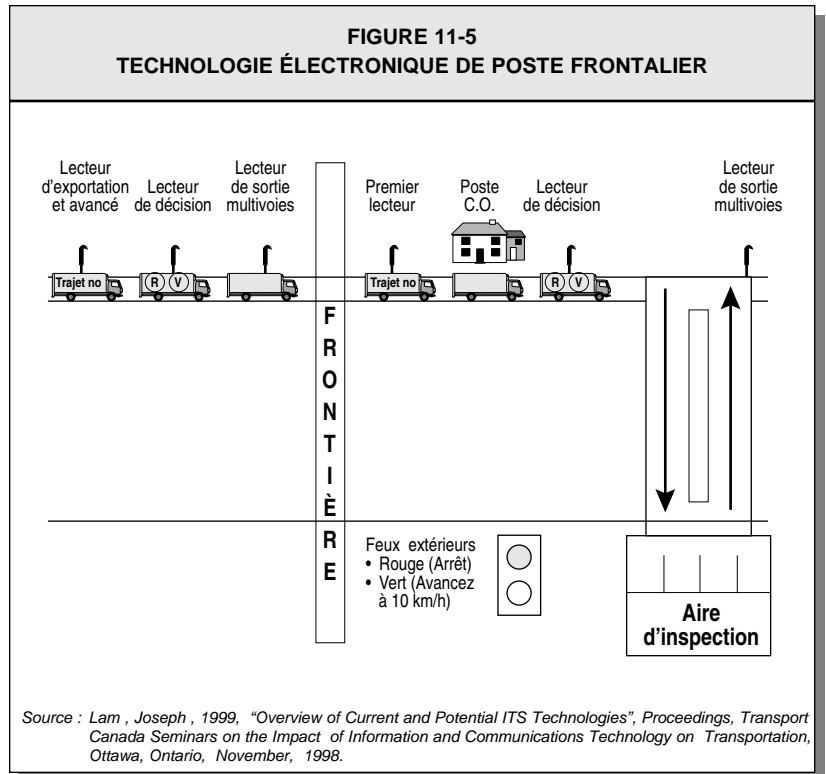 FIGURE 11-5
TECHNOLOGIE ÉLECTRONIQUE DE POSTE FRONTALIER
Lecteur
d'exportation
et avancé
Lecteur
de décision
Lecteur
de sortie
multivoies
Premier
lecteur
Poste
C.O.
Lecteur
de décision
Lecteur
de sortie
multivoies
Trajet no
R V
Trajet no
R V
F
R
O
N
T
I
È
R
E
Feux extérieurs
• Rouge (Arrêt)
• Vert (Avancez
à 10 km/h)
Aire
d'inspection
Source : Lam , Joseph , 1999, “Overview of Current and Potential ITS Technologies”, Proceedings, Transport
Canada Seminars on the Impact of Information and Communications Technology on Transportation,
Ottawa, Ontario, November, 1998.